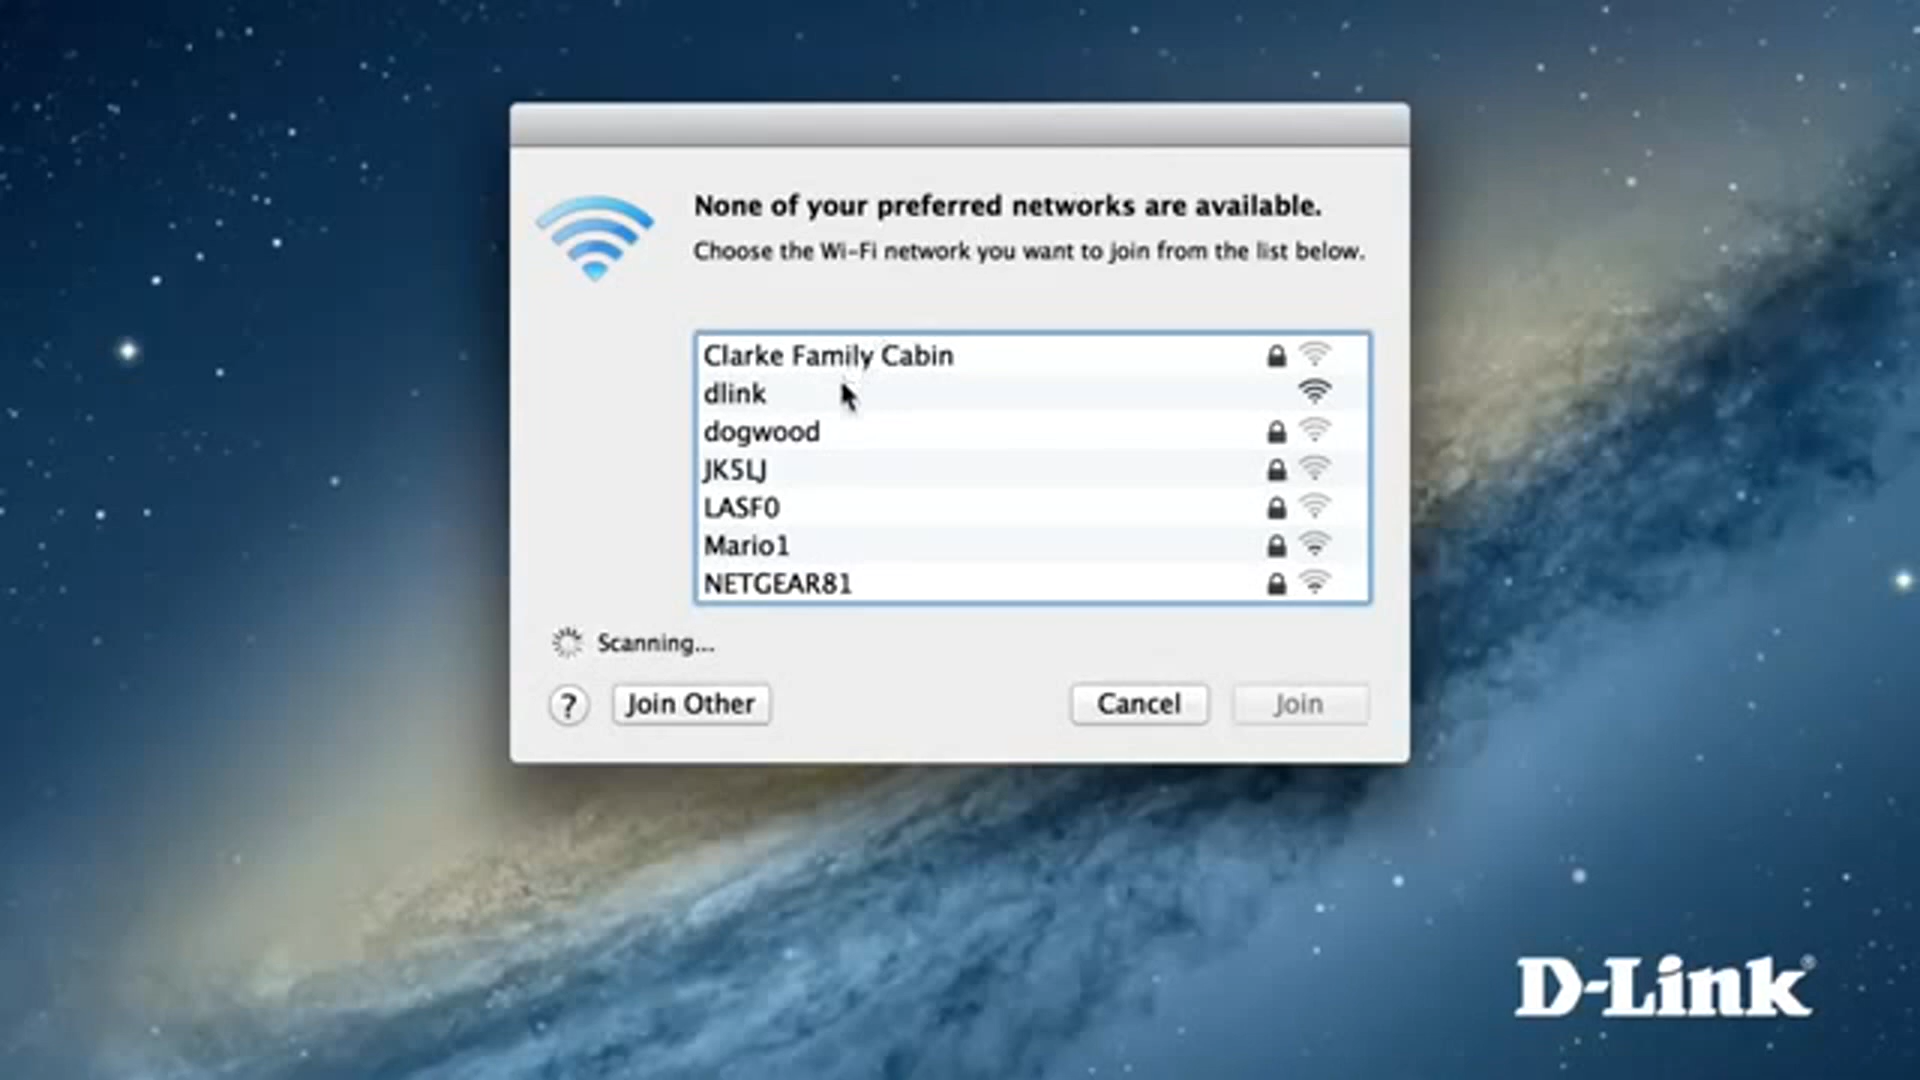 None of your preferred networks are available.
Choose the Wi-Fi network you want to join from the list below.
Clarke Family Cabin
dlink
dogwood
JK5LJ
LASF0
Mario1
NETGEAR81
Scanning...
?
Join Other
Cancel
Join
D-Link®